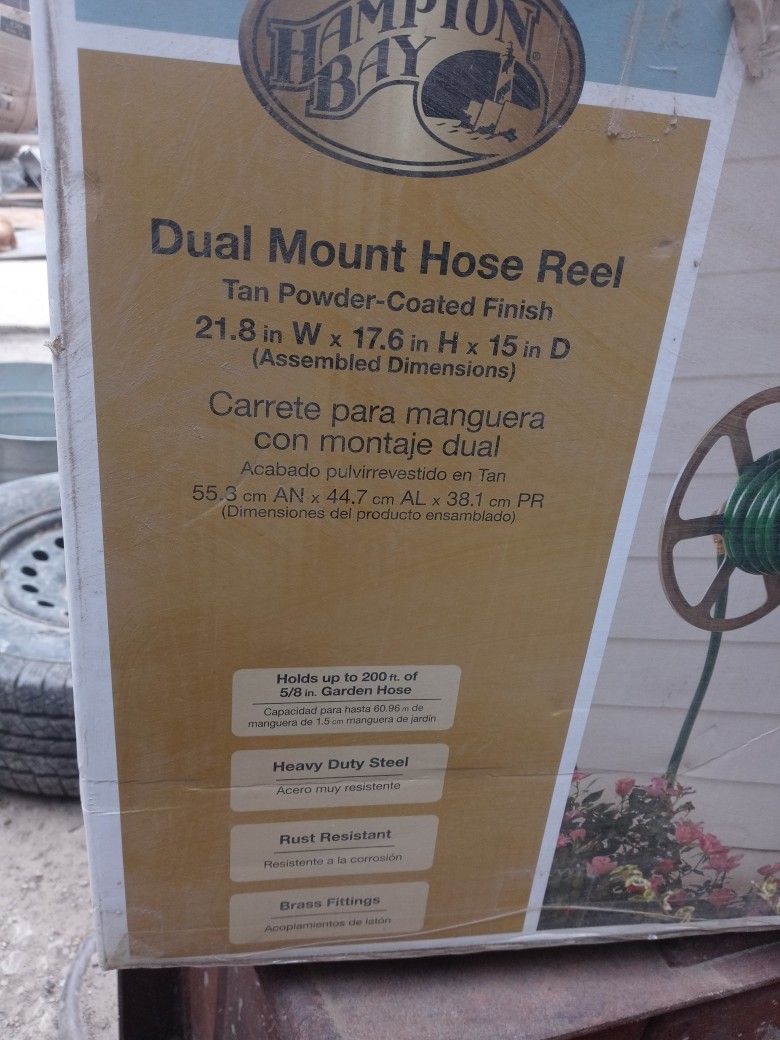 HAMPTON
BAY
®
Dual Mount Hose Reel
Tan Powder-Coated Finish
21.8 in W x 17.6 in H x 15 in D
(Assembled Dimensions)
Carrete para manguera
con montaje dual
Acabado pulvirrevestido en Tan
55.3 cm AN x 44.7 cm AL x 38.1 cm PR
(Dimensiones del producto ensamblado)
Holds up to 200 ft. of
5/8 in. Garden Hose
Capacidad para hasta 60.96 m de
manguera de 1.5 cm manguera de jardín
Heavy Duty Steel
Acero muy resistente
Rust Resistant
Resistente a la corrosión
Brass Fittings
Acoplamientos de latón